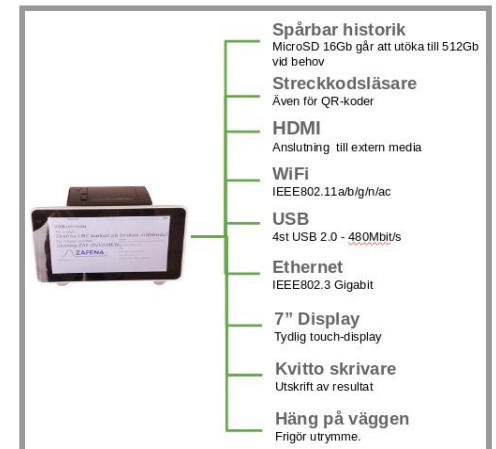 Spårbar historik
MicroSD 16Gb går att utöka till 512Gb
vid behov
Streckkodsläsare
Även för QR-koder
HDMI
Anslutning till extern media
WiFi
IEEE802.11a/b/g/n/ac
USB
4st USB 2.0 - 480Mbit/s
Ethernet
IEEE802.3 Gigabit
7” Display
Tydlig touch-display
Kvitto skrivare
Utskrift av resultat
Häng på väggen
Frigör utrymme.
Välkommen
ZAFENA